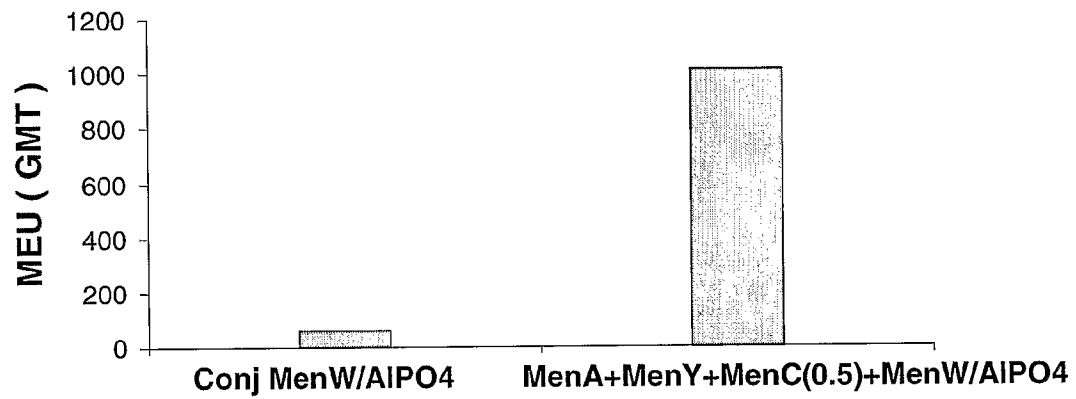 1200
1000
800
600
400
200
0
MEU ( GMT )
Conj MenW/AlPO4
MenA+MenY+MenC(0.5)+MenW/AlPO4